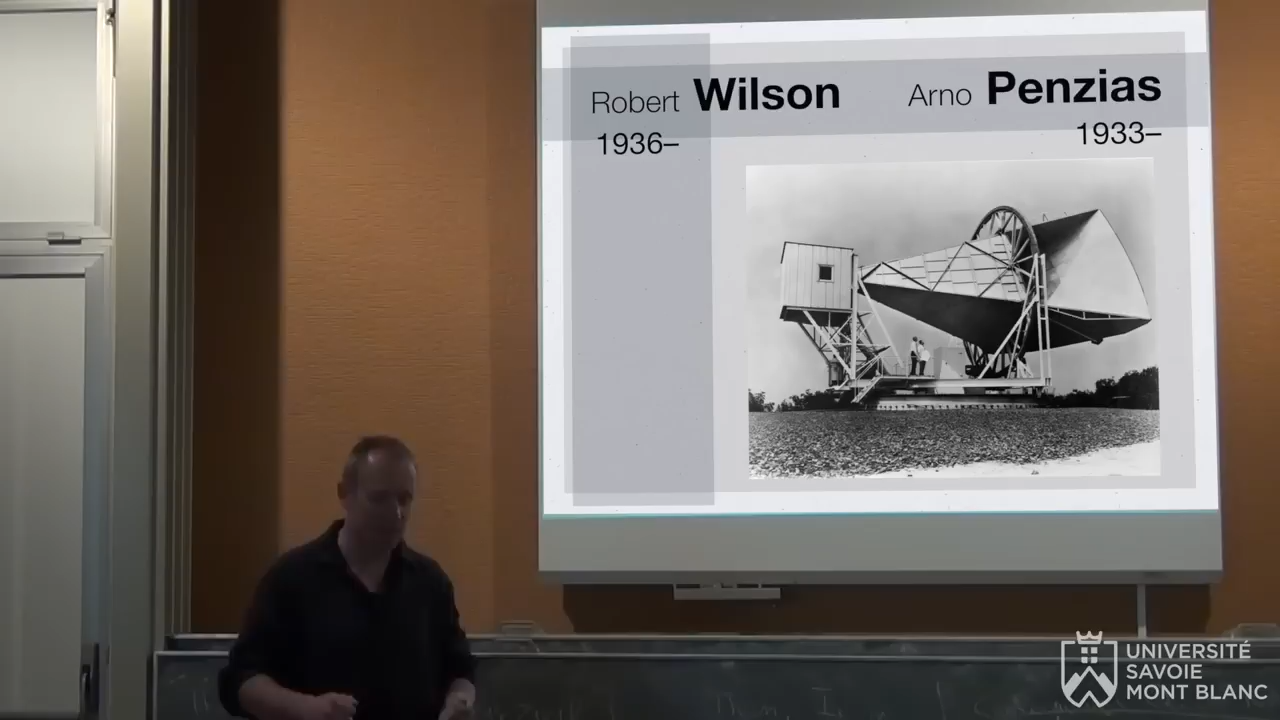 Robert Wilson
1936–
Arno Penzias
1933–
UNIVERSITÉ
SAVOIE
MONT BLANC